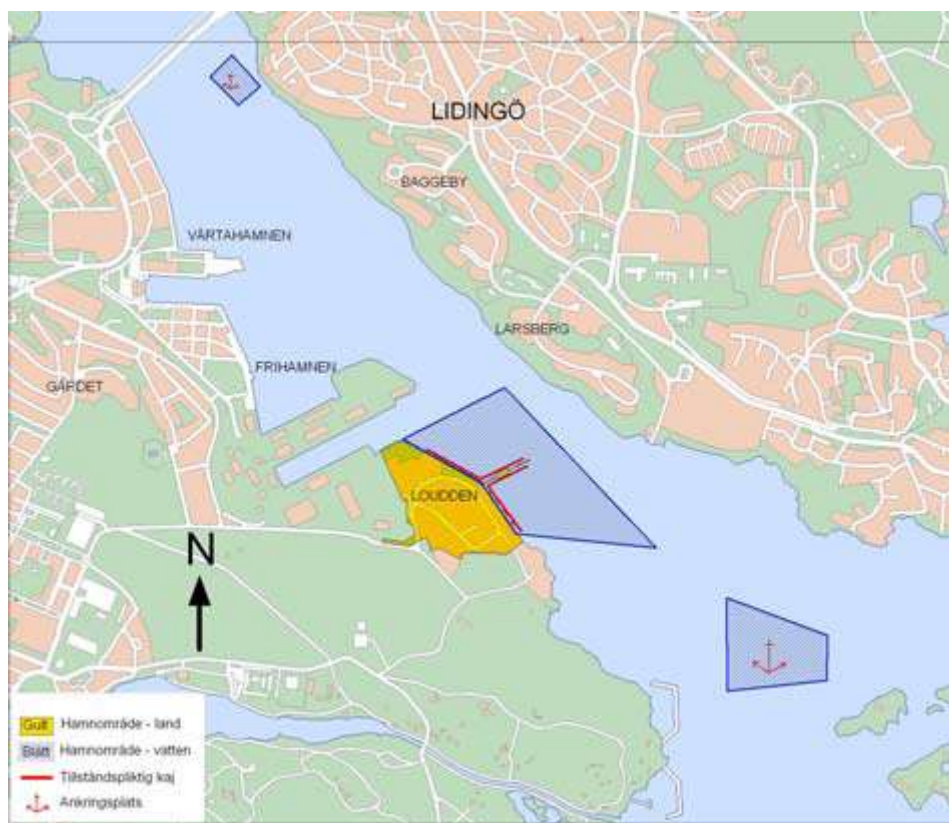 LIDINGÖ
BAGGEBY
VÄRTAHAMNEN
LARSBERG
FRIHAMNEN
GÄRDET
LOUDDEN
N
Gult Hamnområde - land
Blått Hamnområde - vatten
Tillståndspliktig kaj
Ankringsplats